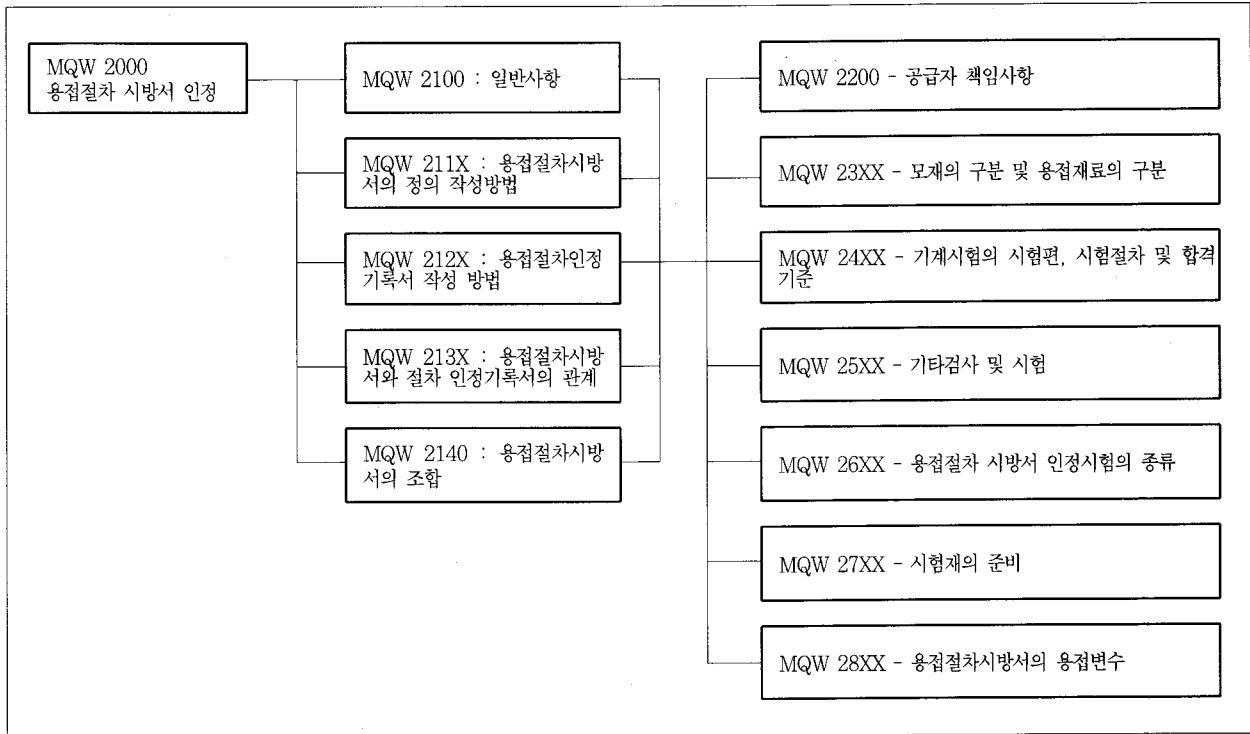 MQW 2000
용접절차 시방서 인정
MQW 2100 : 일반사항
MQW 211X : 용접절차시방
서의 정의 작성방법
MQW 212X : 용접절차인정
기록서 작성 방법
MQW 213X : 용접절차시방
서와 절차 인정기록서의 관계
MQW 2140 : 용접절차시방
서의 조합
MQW 2200 - 공급자 책임사항
MQW 23XX - 모재의 구분 및 용접재료의 구분
MQW 24XX - 기계시험의 시험편, 시험절차 및 합격
기준
MQW 25XX - 기타검사 및 시험
MQW 26XX - 용접절차 시방서 인정시험의 종류
MQW 27XX - 시험재의 준비
MQW 28XX - 용접절차시방서의 용접변수